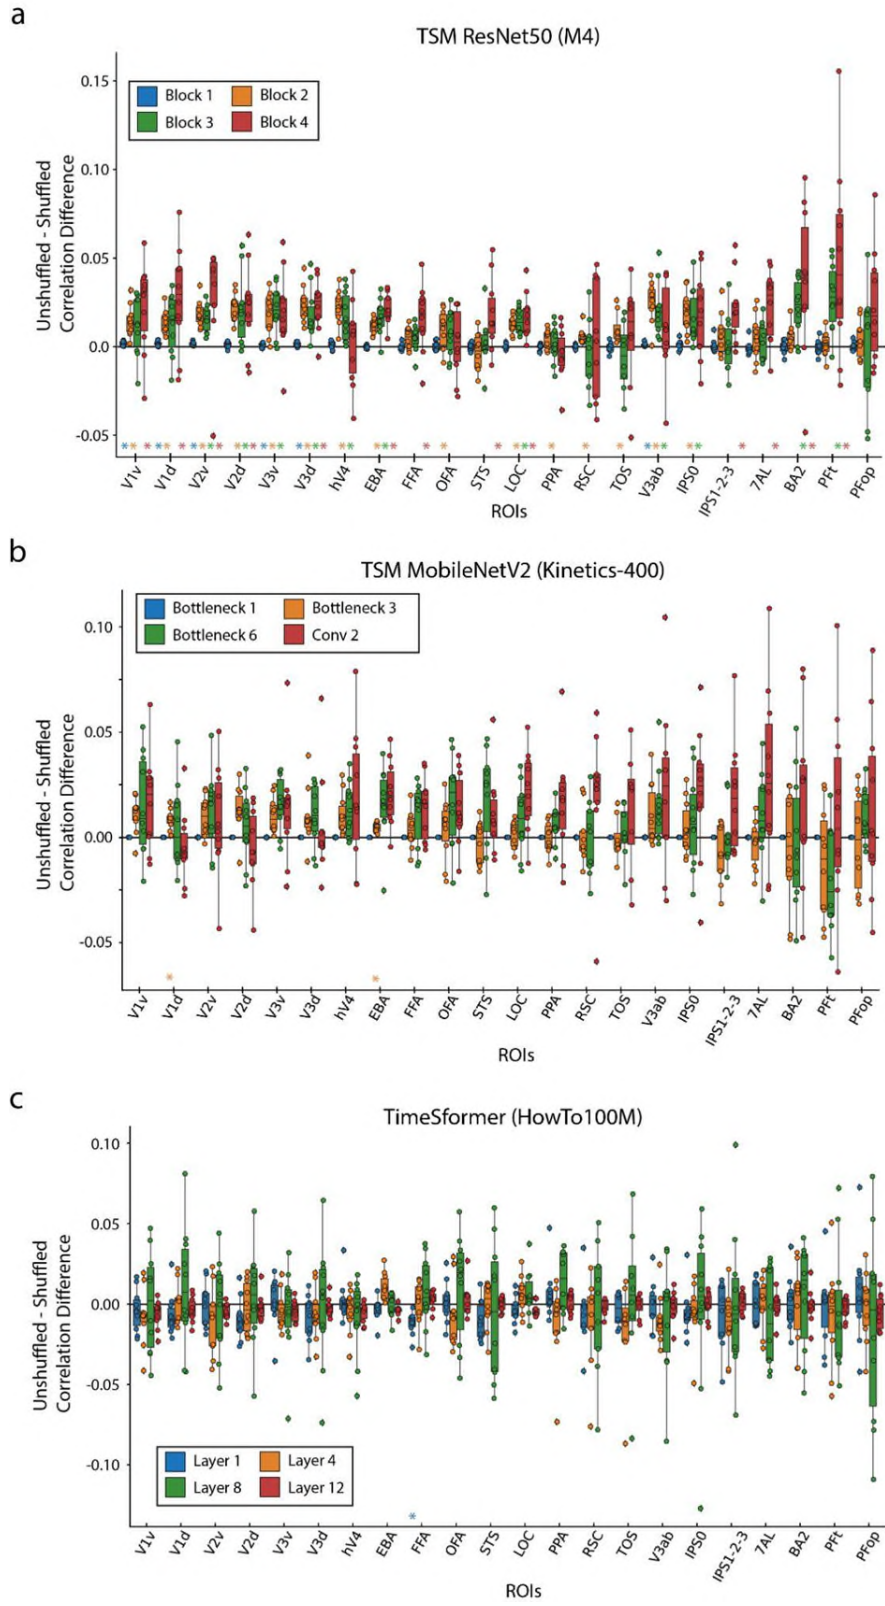 a
TSM ResNet50 (M4)
Block 1 Block 2
Block 3 Block 4
Unshuffled - Shuffled
Correlation Difference
0.15
0.10
0.05
0.0
-0.05
* * * * * * * * * * * * * * * * * * * * * * * * * * * * * * * * * * * * * * * * * * * *
V1v V1d V2v V2d V3v V3d hV4 EBA FFA OFA STS LOC PPA RSC TOS V3ab IPS0 IPS1-2-3 7AL BA2 PFt PFop
ROIs
b
TSM MobileNetV2 (Kinetics-400)
Bottleneck 1 Bottleneck 3
Bottleneck 6 Conv 2
Unshuffled - Shuffled
Correlation Difference
0.10
0.05
0.00
-0.05
* *
V1v V1d V2v V2d V3v V3d hV4 EBA FFA OFA STS LOC PPA RSC TOS V3ab IPS0 IPS1-2-3 7AL BA2 PFt PFop
ROIs
c
TimeSformer (HowTo100M)
Unshuffled - Shuffled
Correlation Difference
0.10
0.05
0.00
-0.05
-0.10
Layer 1 Layer 4
Layer 8 Layer 12
*
V1v V1d V2v V2d V3v V3d hV4 EBA FFA OFA STS LOC PPA RSC TOS V3ab IPS0 IPS1-2-3 7AL BA2 PFt PFop
ROIs